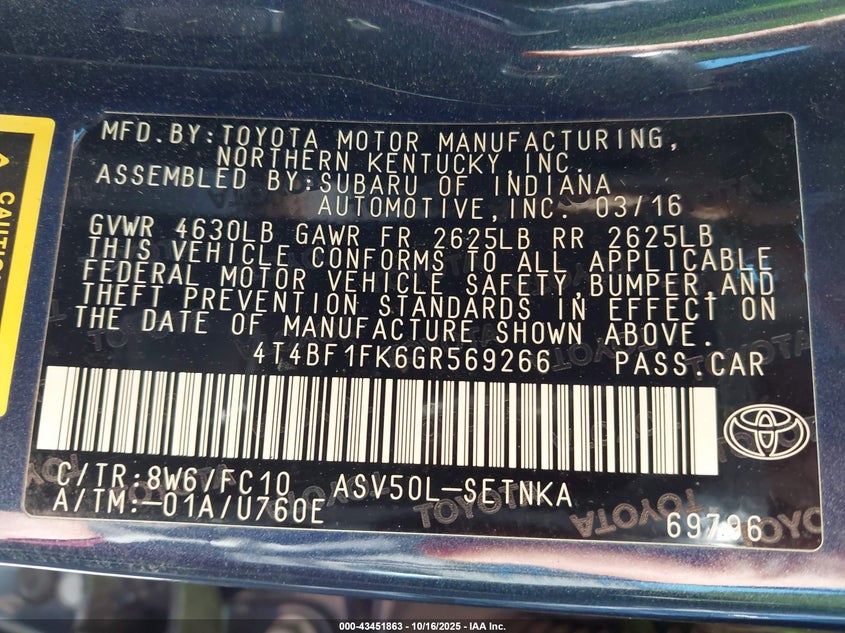 MFD.BY:TOYOTA MOTOR MANUFACTURING,
NORTHERN KENTUCKY,INC.
ASSEMBLED BY:SUBARU OF INDIANA
AUTOMOTIVE,INC. 03/16
GVWR 4630LB GAWR FR 2625LB RR 2625LB
THIS VEHICLE CONFORMS TO ALL APPLICABLE
FEDERAL MOTOR VEHICLE SAFETY,BUMPER,AND
THEFT PREVENTION STANDARDS IN EFFECT ON
THE DATE OF MANUFACTURE SHOWN ABOVE.
4T4BF1FK6GR569266 PASS.CAR
C/TR:8W6/FC10 ASV50L-SETNKA
A/TM:-01A/U760E
69796
CAUTION
TOYOTA
000-43451863 - 10/16/2025 - IAA Inc.